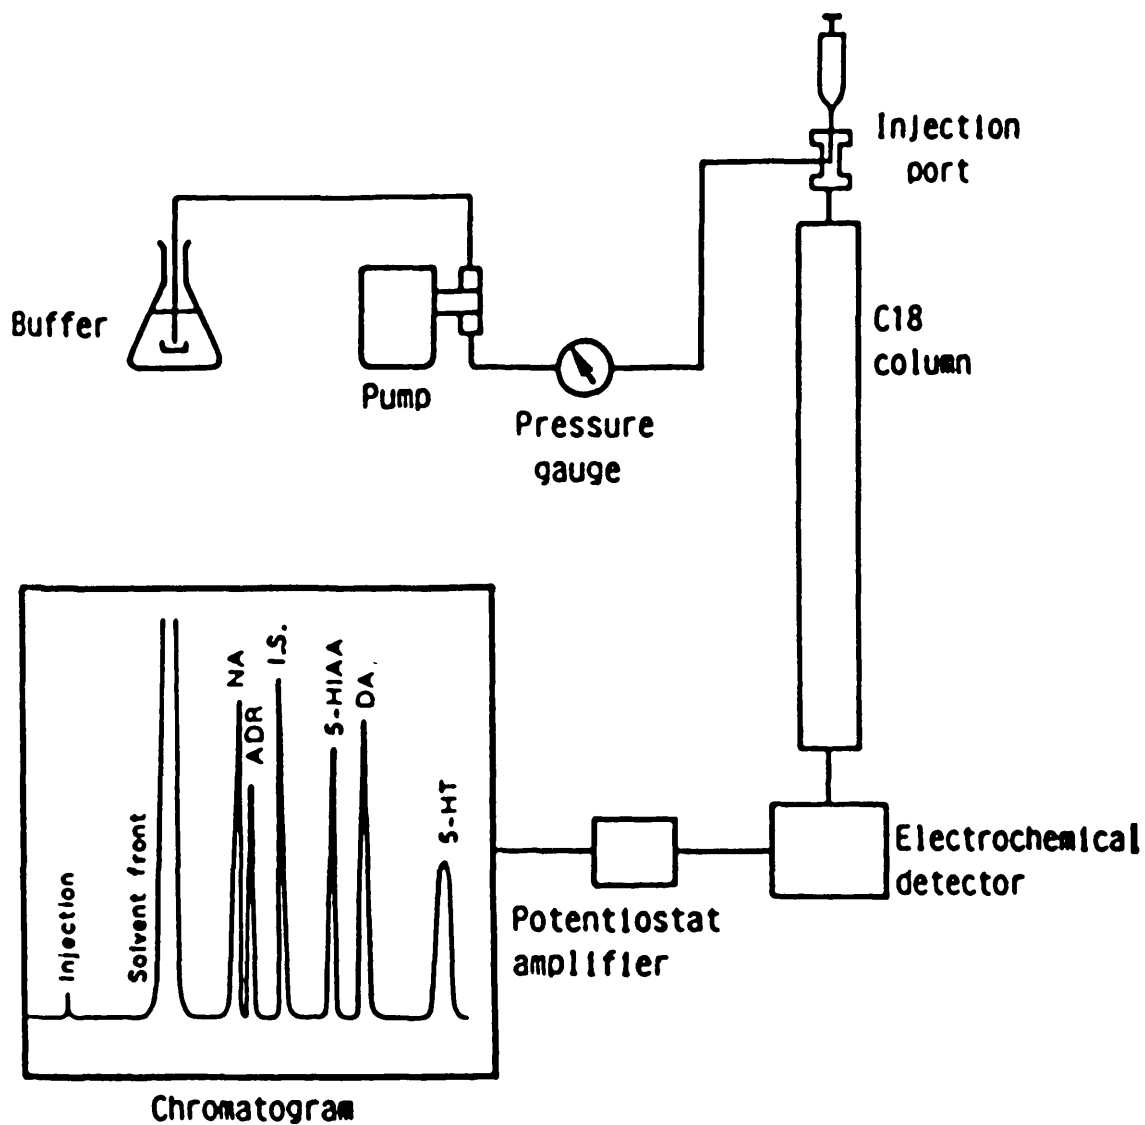 Injection
port
Buffer
C18
column
Pump
Pressure
gauge
Injection
Solvent front
NA
ADR
I.S.
5-HIAA
DA.
5-HT
Electrochemical
detector
Potentiostat
amplifier
Chromatogram